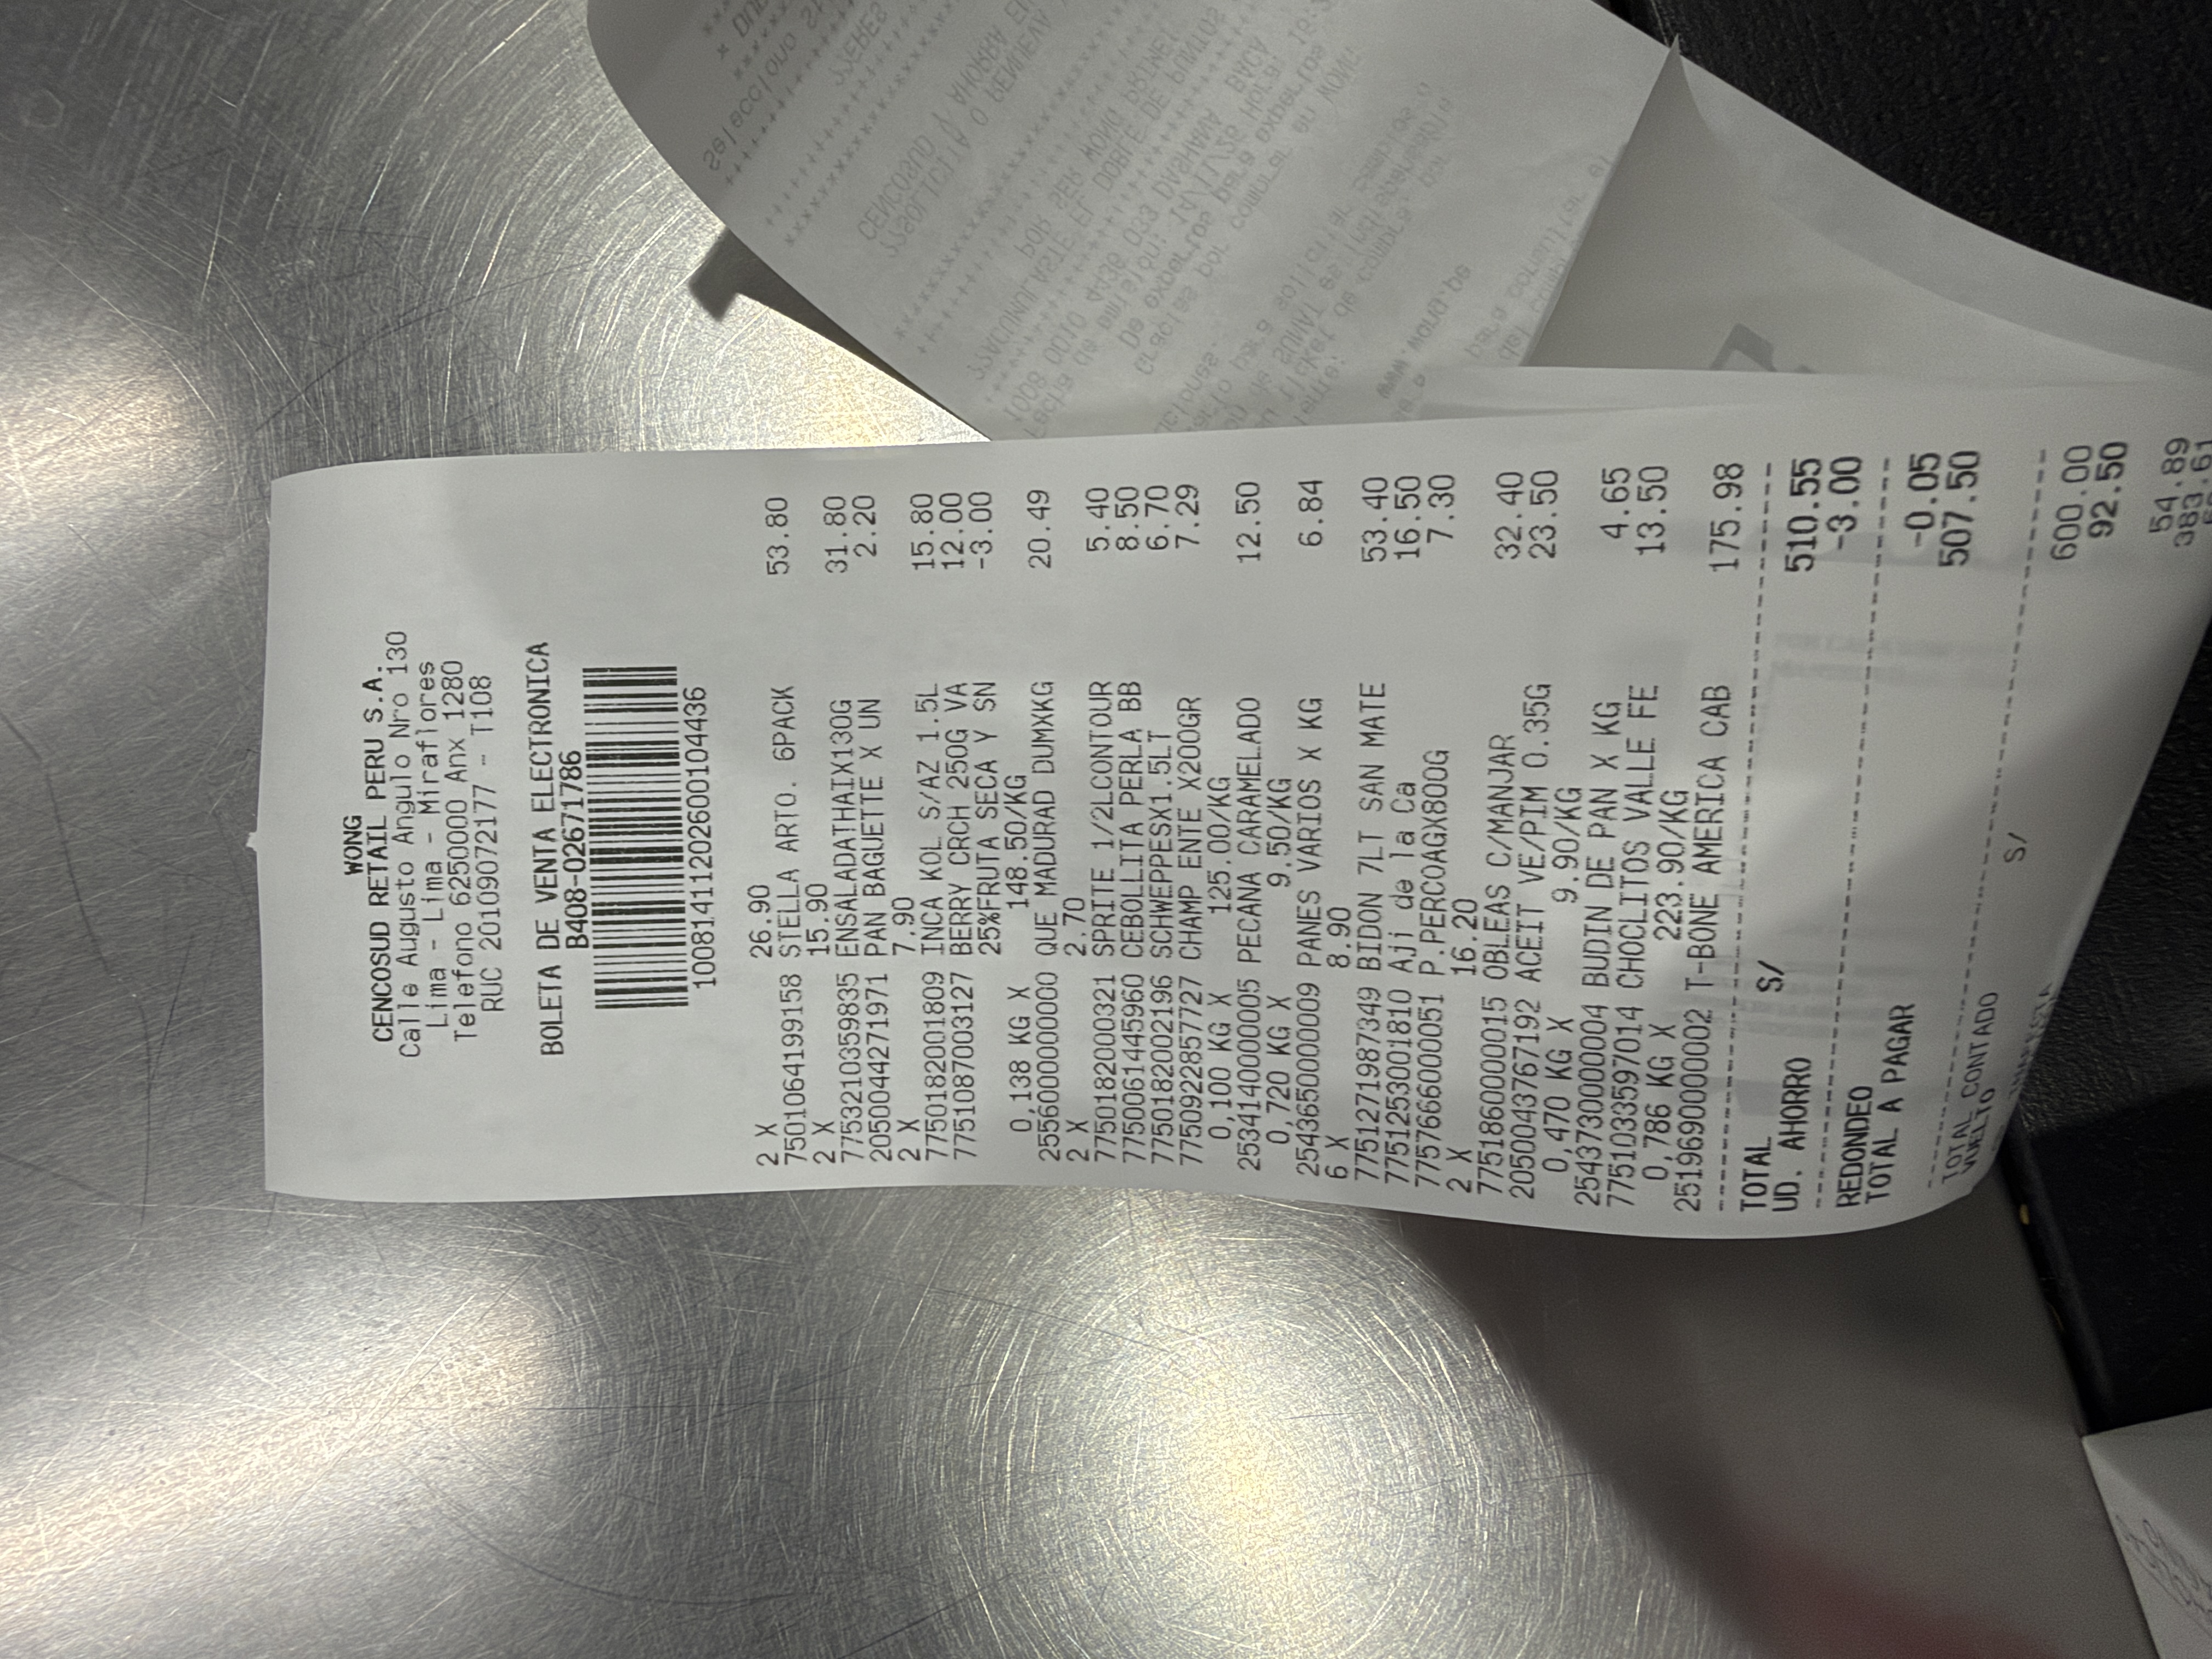 WONG
CENCOSUD RETAIL PERU S.A.
Calle Augusto Angulo Nro 130
Lima - Lima - Miraflores
Telefono 6250000 Anx 1280
RUC 20109072177 - T108
BOLETA DE VENTA ELECTRONICA
B408-02671786
10081411202600104436
2 X 26.90
7501064199158 STELLA ARTO. 6PACK 53.80
2 X 15.90
7753210359835 ENSALADATHAIX130G 31.80
2050044271971 PAN BAGUETTE X UN 2.20
2 X 7.90
7750182001809 INCA KOL S/AZ 1.5L 15.80
7751087003127 BERRY CRCH 250G VA 12.00
25%FRUTA SECA Y SN -3.00
0,138 KG X 148.50/KG
2556000000000 QUE MADURAD DUMXKG 20.49
2 X 2.70
7750182000321 SPRITE 1/2LCONTOUR 5.40
7750061445960 CEBOLLITA PERLA BB 8.50
7750182002196 SCHWEPPESX1.5LT 6.70
7750922857727 CHAMP ENTE X200GR 7.29
0,100 KG X 125.00/KG
2534140000005 PECANA CARAMELADO 12.50
0,720 KG X 9.50/KG
2543650000009 PANES VARIOS X KG 6.84
6 X 8.90
7751271987349 BIDON 7LT SAN MATE 53.40
7751253001810 Aji de la Ca 16.50
7757666000051 P.PERCOAGX800G 7.30
2 X 16.20
7751860000015 OBLEAS C/MANJAR 32.40
2050043767192 ACEIT VE/PIM 0.35G 23.50
0,470 KG X 9.90/KG
2543730000004 BUDIN DE PAN X KG 4.65
7751033597014 CHOCLITOS VALLE FE 13.50
0,786 KG X 223.90/KG
2519690000002 T-BONE AMERICA CAB 175.98
TOTAL S/ 510.55
UD. AHORRO -3.00
REDONDEO -0.05
TOTAL A PAGAR 507.50
TOTAL CONTADO S/ 600.00
VUELTO 92.50
INAFECTA 54.89
383.61
www.wong.pe